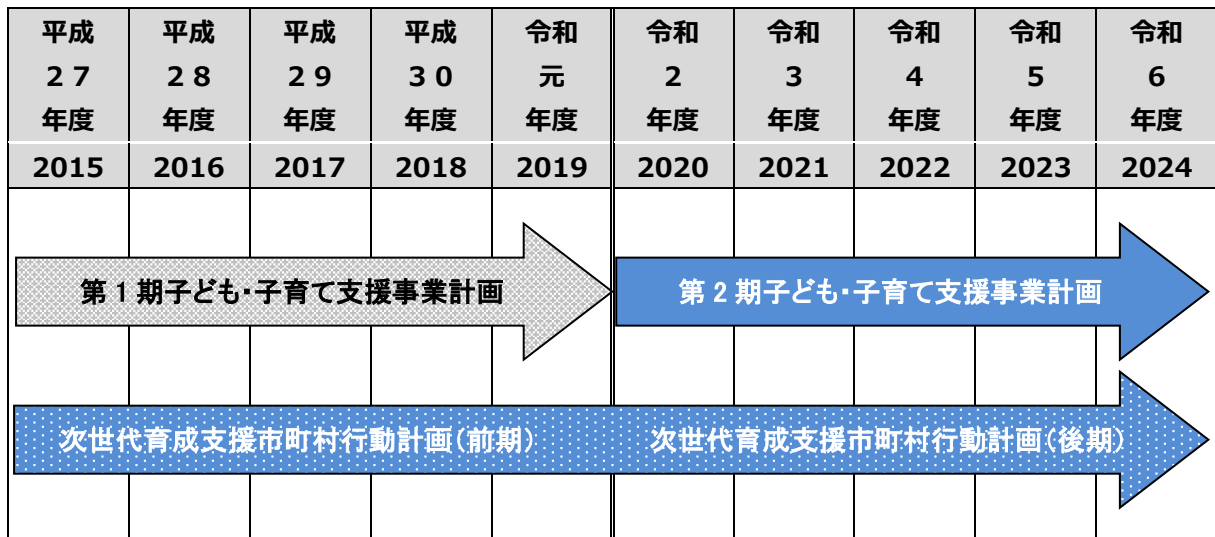 平成 平成 平成 平成 令和 令和 令和 令和 令和 令和
２７ ２８ ２９ ３０ 元 2 3 4 5 6
年度 年度 年度 年度 年度 年度 年度 年度 年度 年度
2015 2016 2017 2018 2019 2020 2021 2022 2023 2024
第１期子ども・子育て支援事業計画 第２期子ども・子育て支援事業計画
次世代育成支援市町村行動計画（前期） 次世代育成支援市町村行動計画（後期）